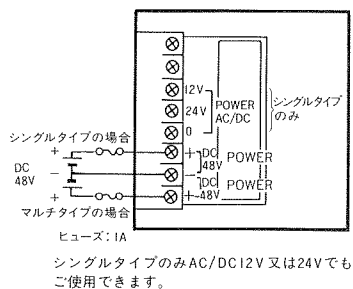 12V
24V
0
POWER
AC/DC
シングルタイプ
のみ
シングルタイプの場合
+
DC
48V
-
+
マルチタイプの場合
ヒューズ:1A
+
DC
48V
POWER
-
DC
48V
POWER
+
シングルタイプのみAC/DC12V又は24Vでも
ご使用できます。